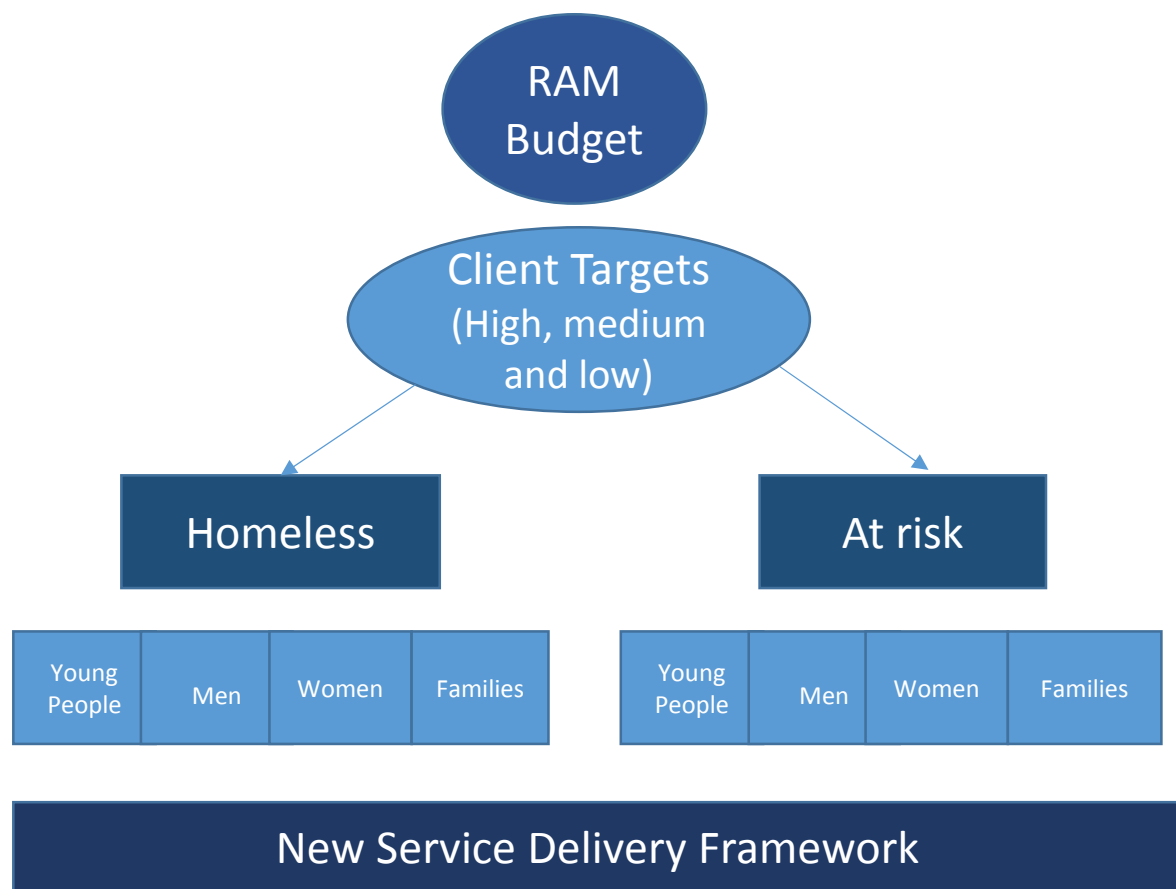 RAM
Budget
Client Targets
(High, medium
and low)
Homeless
At risk
Young
People
Men
Women
Families
Young
People
Men
Women
Families
New Service Delivery Framework